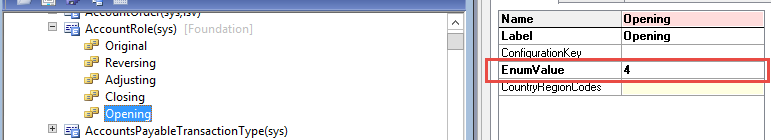 AccountOrder(sys,isv)
AccountRole(sys) [Foundation]
Original
Reversing
Adjusting
Closing
Opening
AccountsPayableTransactionType(sys)
Name Opening
Label Opening
ConfigurationKey
EnumValue 4
CountryRegionCodes